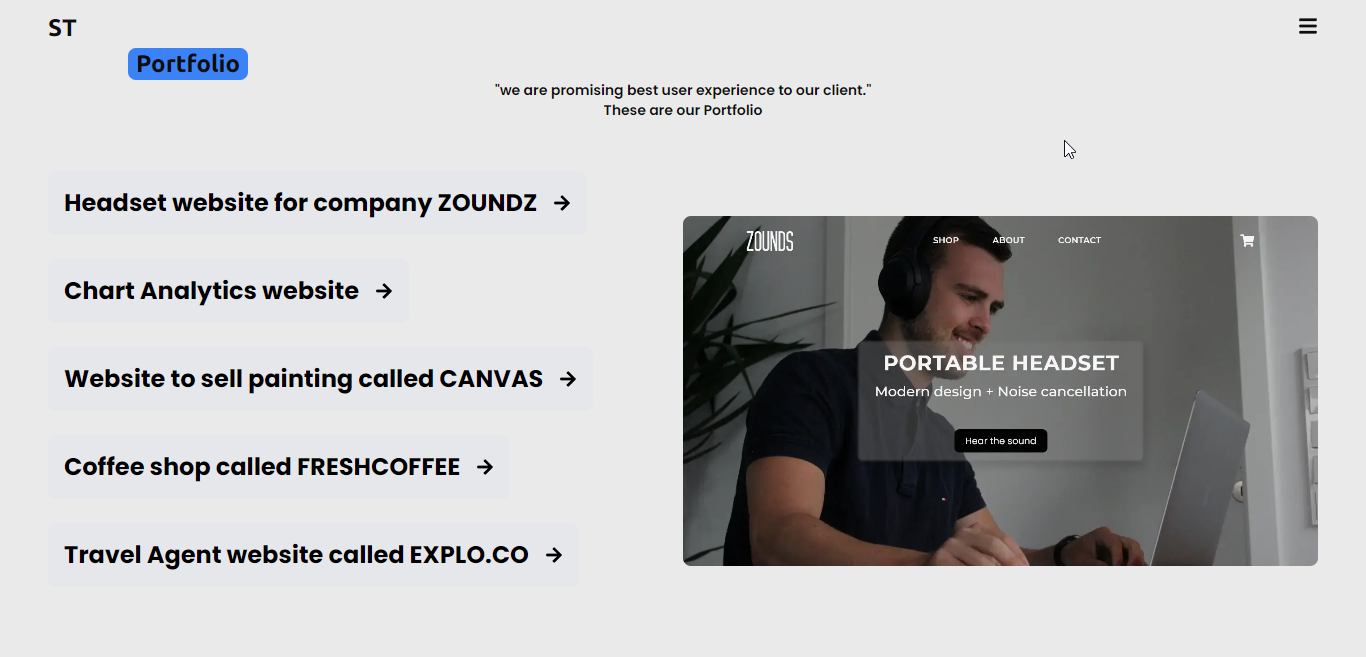 ST
Portfolio
"we are promising best user experience to our client."
These are our Portfolio
Headset website for company ZOUNDZ
Chart Analytics website
Website to sell painting called CANVAS
Coffee shop called FRESHCOFFEE
Travel Agent website called EXPLO.CO
ZOUNDS
SHOP ABOUT CONTACT
PORTABLE HEADSET
Modern design + Noise cancellation
Hear the sound